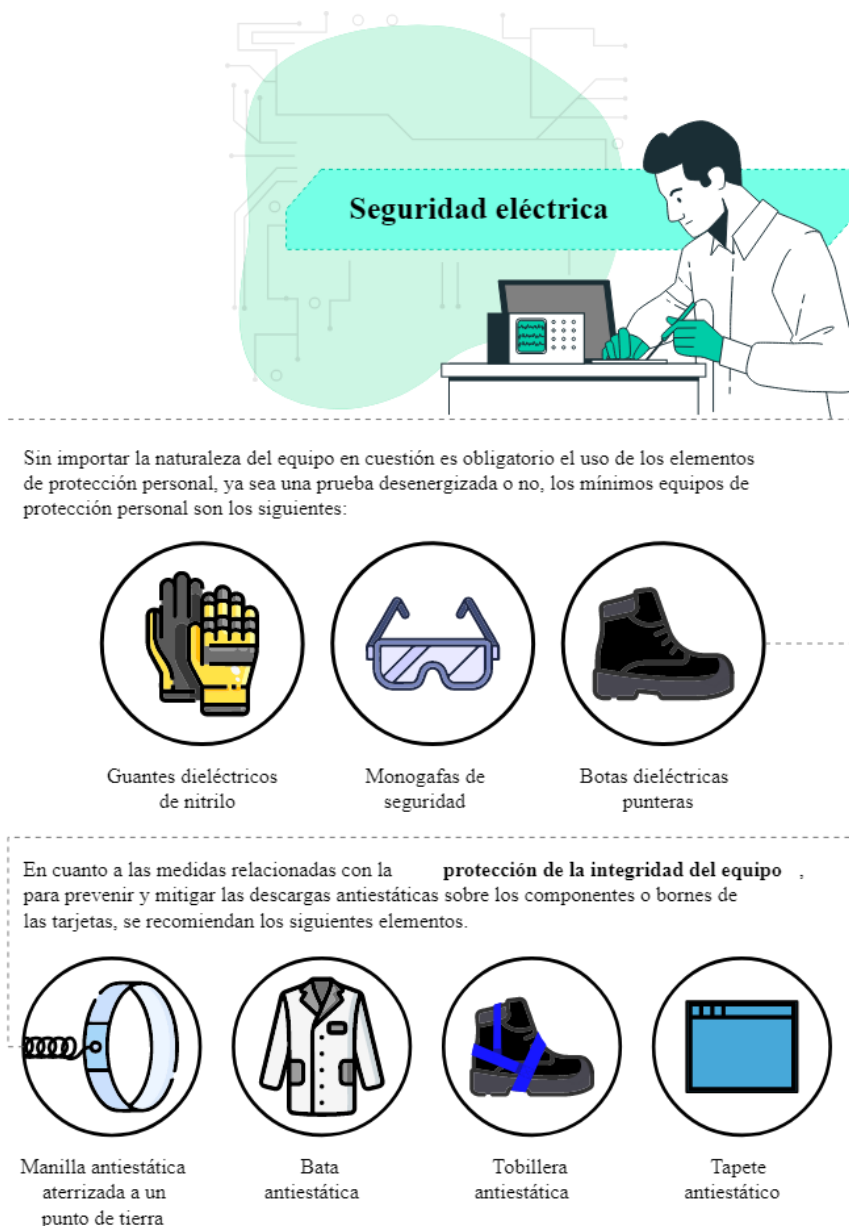 Seguridad eléctrica
Sin importar la naturaleza del equipo en cuestión es obligatorio el uso de los elementos
de protección personal, ya sea una prueba desenergizada o no, los mínimos equipos de
protección personal son los siguientes:
Guantes dieléctricos
de nitrilo
Monogafas de
seguridad
Botas dieléctricas
punteras
En cuanto a las medidas relacionadas con la protección de la integridad del equipo ,
para prevenir y mitigar las descargas antiestáticas sobre los componentes o bornes de
las tarjetas, se recomiendan los siguientes elementos.
Manilla antiestática
aterrizada a un
punto de tierra
Bata
antiestática
Tobillera
antiestática
Tapete
antiestático